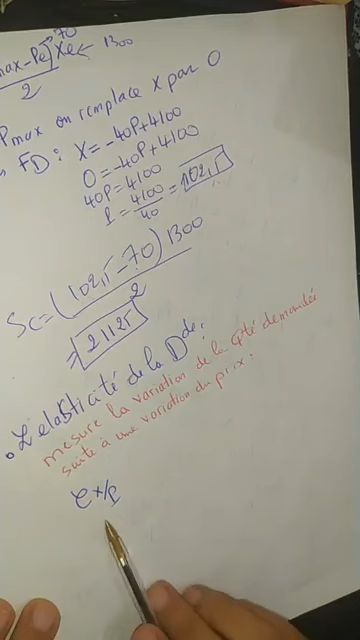 max - Pe) Xe ← 1300
70
2
Pmax on remplace X par 0
FD : X = -40P + 4100
0 = -40P + 4100
40P = 4100
P = 4100/40 = 102,5
SC = (102,5 - 70) 1300
2
= 21125
• L'élasticité de la Dde :
mesure la variation de la Qté demandée
suite à une variation du prix :
e x/P